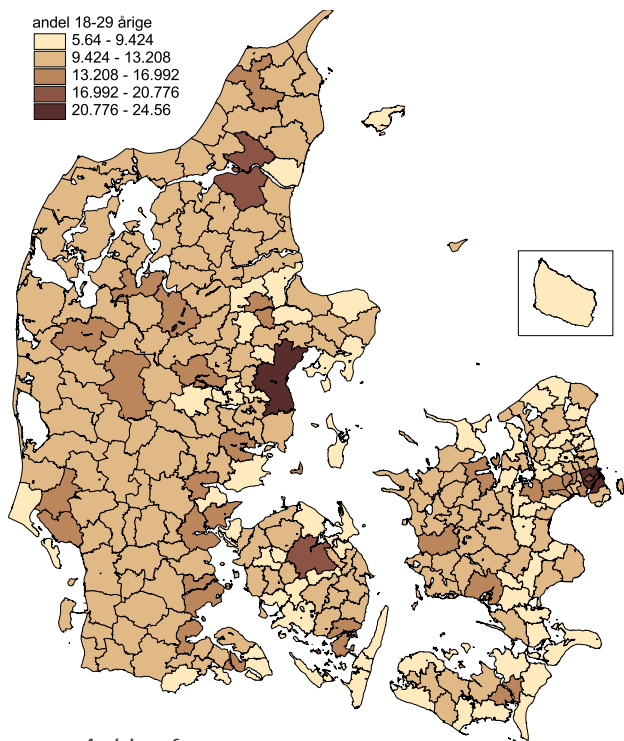 andel 18-29 årige
5.64 - 9.424
9.424 - 13.208
13.208 - 16.992
16.992 - 20.776
20.776 - 24.56